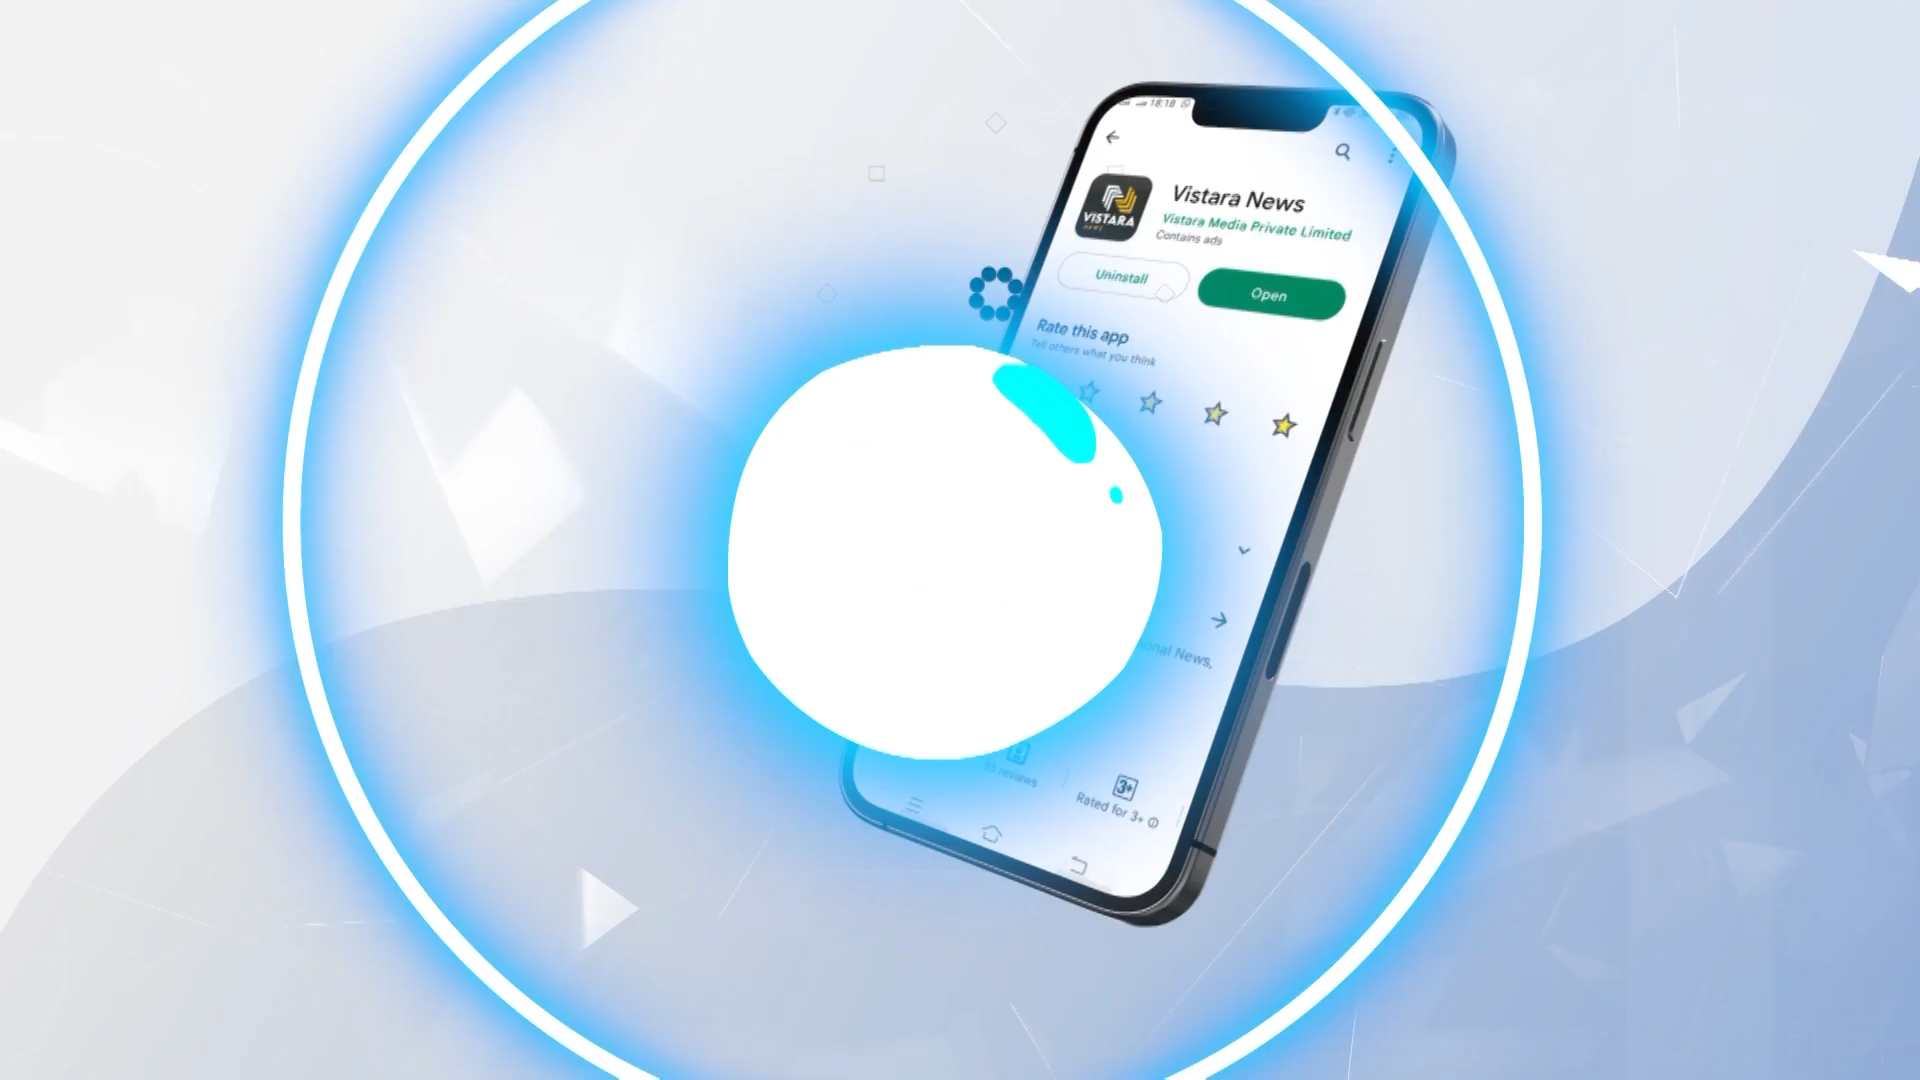 18:18
Vistara News
Vistara Media Private Limited
Contains ads
VISTARA
NEWS
Uninstall
Open
Rate this app
Tell others what you think
News,
reviews
3+
Rated for 3+